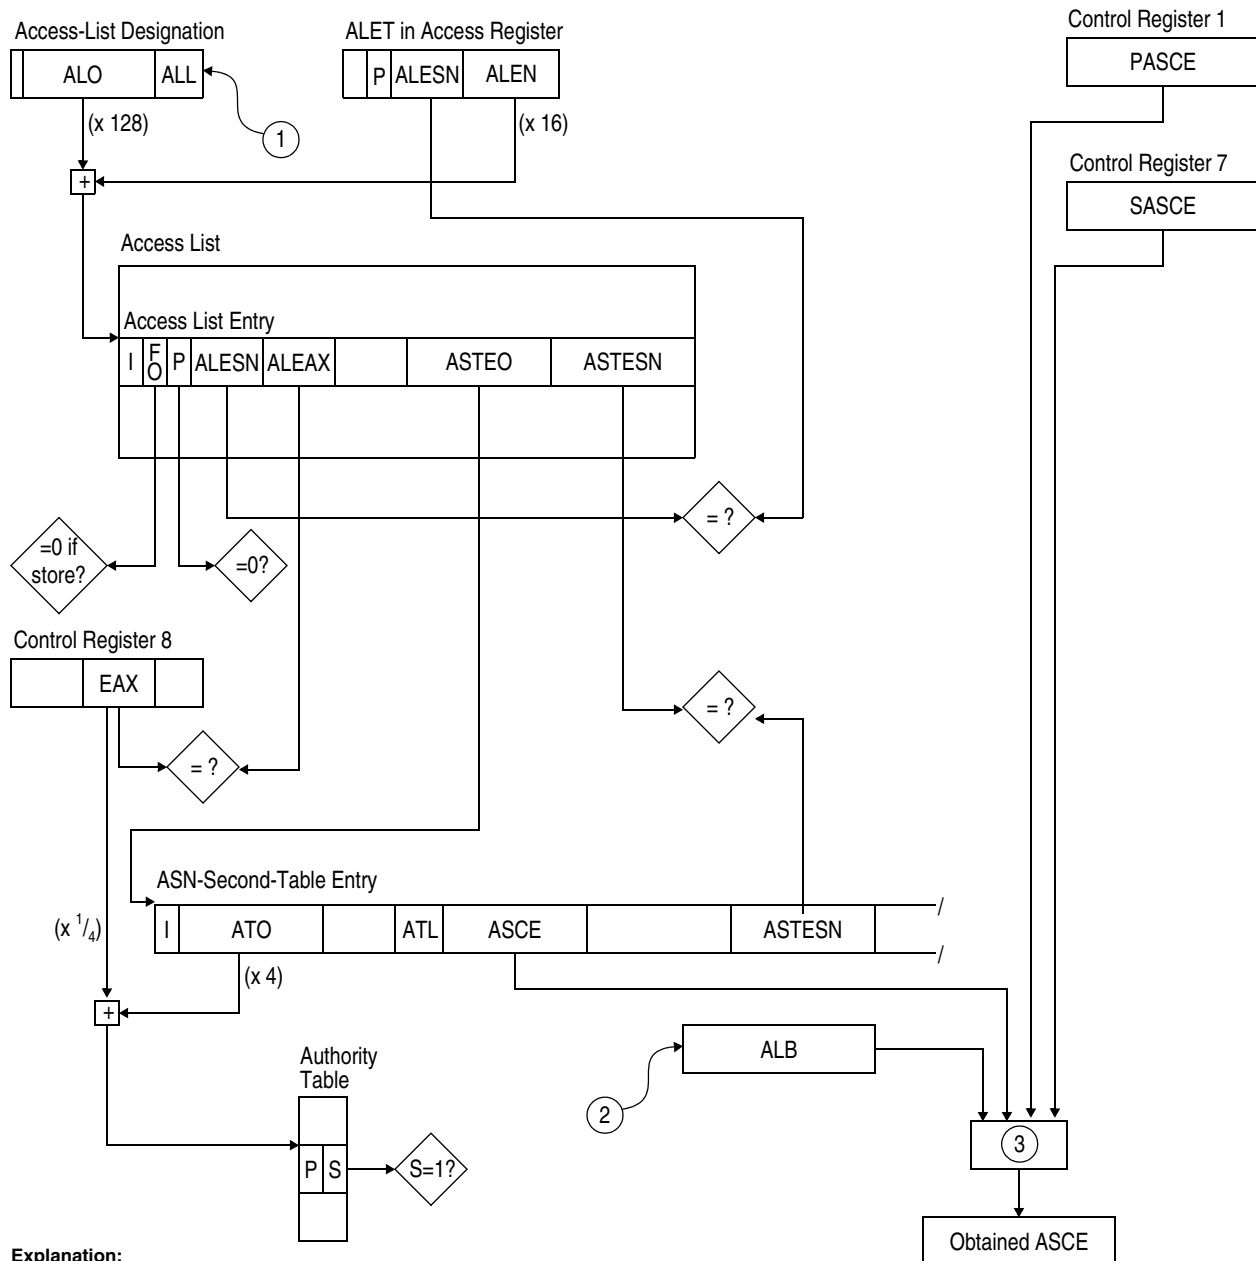 Access-List Designation
ALO ALL
(x 128)
1
+
ALET in Access Register
P ALESN ALEN
(x 16)
Control Register 1
PASCE
Control Register 7
SASCE
Access List
Access List Entry
I FO P ALESN ALEAX ASTEO ASTESN
= ?
=0 if
store?
=0?
Control Register 8
EAX
= ?
= ?
ASN-Second-Table Entry
I ATO ATL ASCE ASTESN
/
/
(x 1/4)
(x 4)
+
ALB
2
Authority
Table
P S
S=1?
3
Obtained ASCE
Explanation: